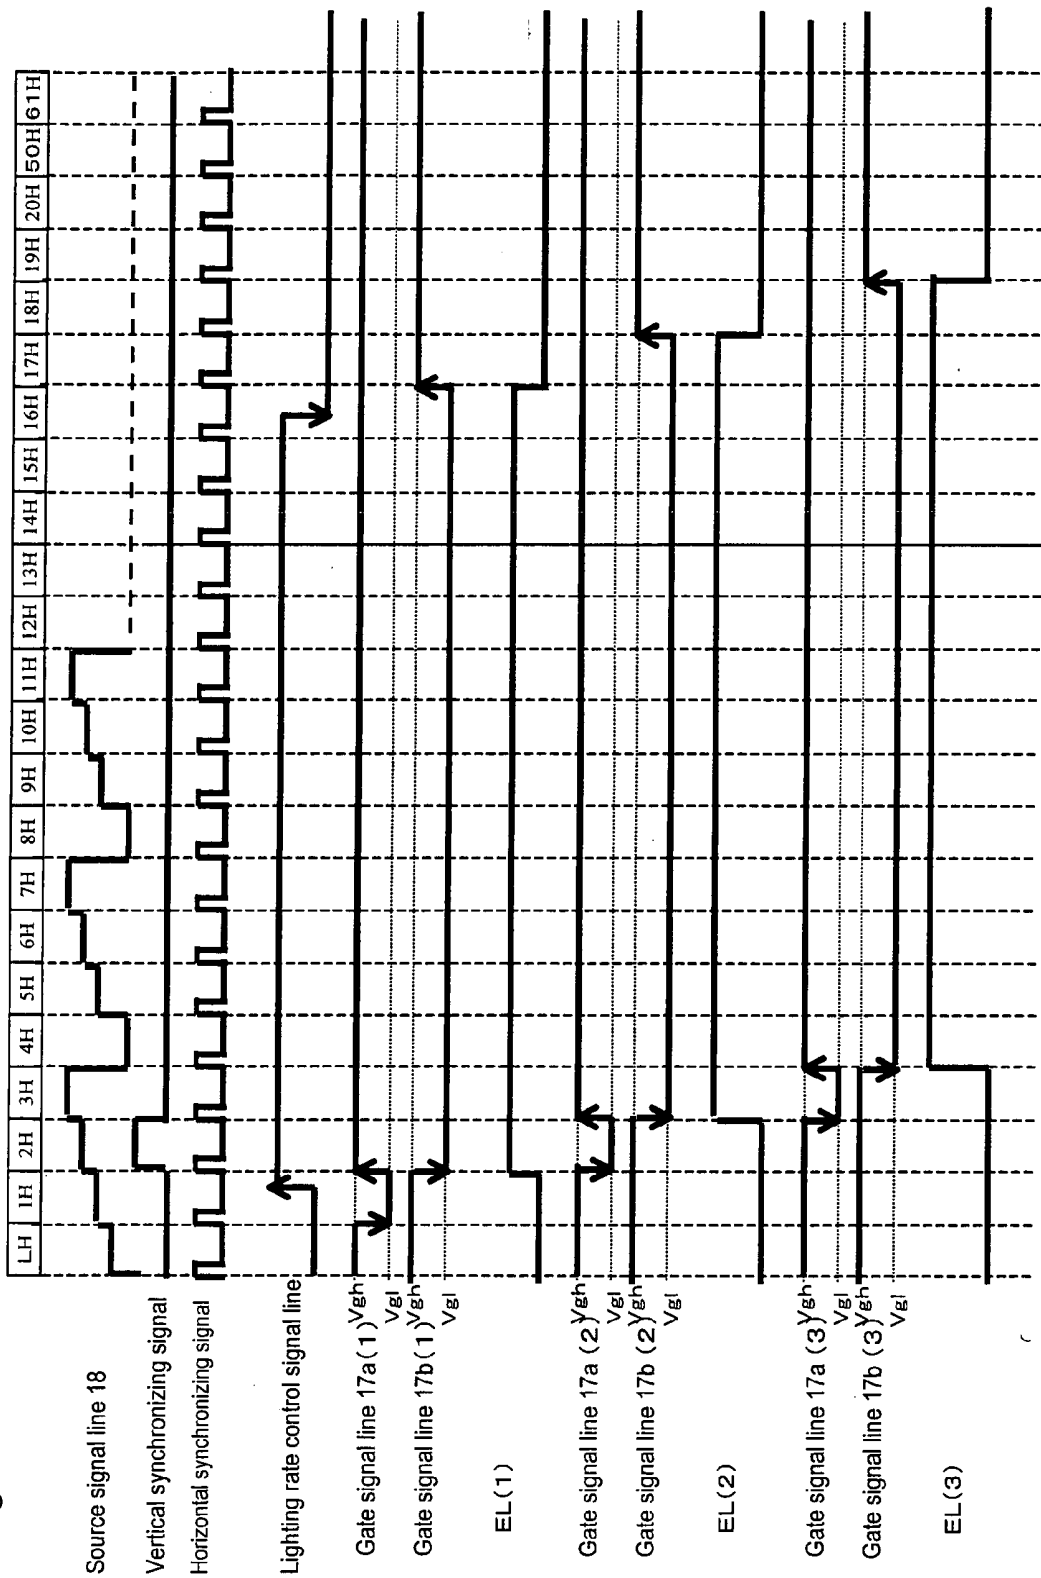 LH 1H 2H 3H 4H 5H 6H 7H 8H 9H 10H 11H 12H 13H 14H 15H 16H 17H 18H 19H 20H 50H 61H
Source signal line 18
Vertical synchronizing signal
Horizontal synchronizing signal
Lighting rate control signal line
Gate signal line 17a (1) Vgh
Vgl
Gate signal line 17b (1) Vgh
Vgl
EL(1)
Gate signal line 17a (2) Vgh
Vgl
Gate signal line 17b (2) Vgh
Vgl
EL(2)
Gate signal line 17a (3) Vgh
Vgl
Gate signal line 17b (3) Vgh
Vgl
EL(3)